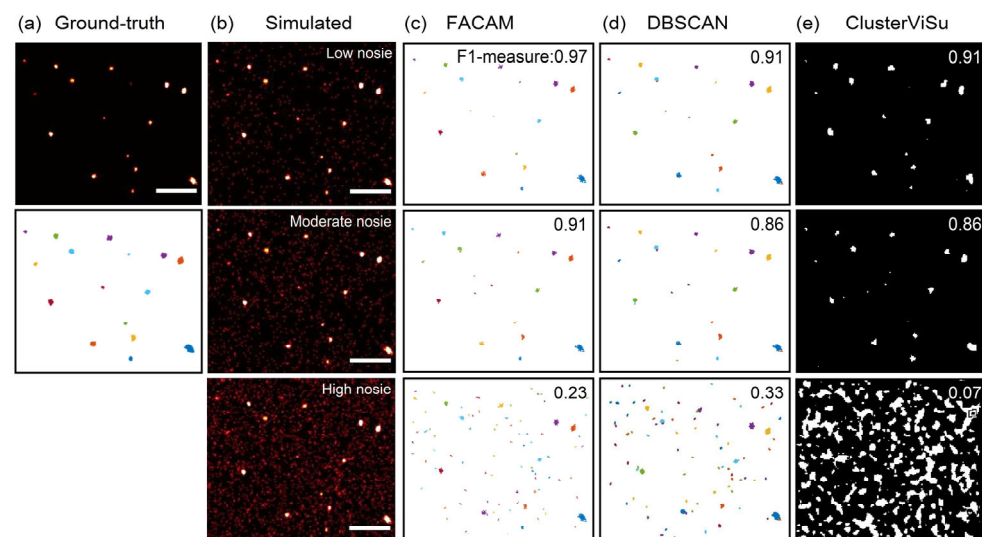 (a) Ground-truth (b) Simulated (c) FACAM (d) DBSCAN (e) ClusterViSu
Low nosie F1-measure:0.97 0.91 0.91
Moderate nosie 0.91 0.86 0.86
High nosie 0.23 0.33 0.07